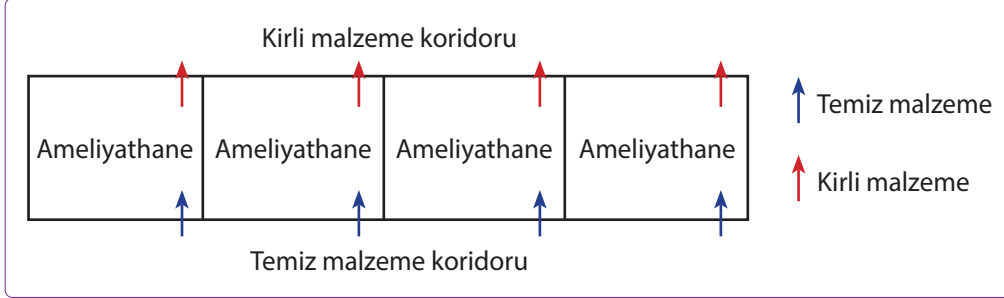 Kirli malzeme koridoru
Ameliyathane Ameliyathane Ameliyathane Ameliyathane
Temiz malzeme koridoru
Temiz malzeme
Kirli malzeme